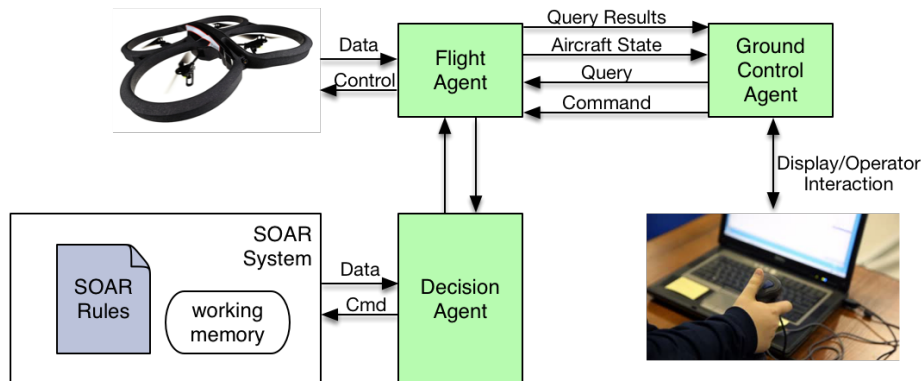 Data
Control
Flight
Agent
Query Results
Aircraft State
Query
Command
Ground
Control
Agent
Display/Operator
Interaction
SOAR
System
SOAR
Rules
working
memory
Data
Cmd
Decision
Agent